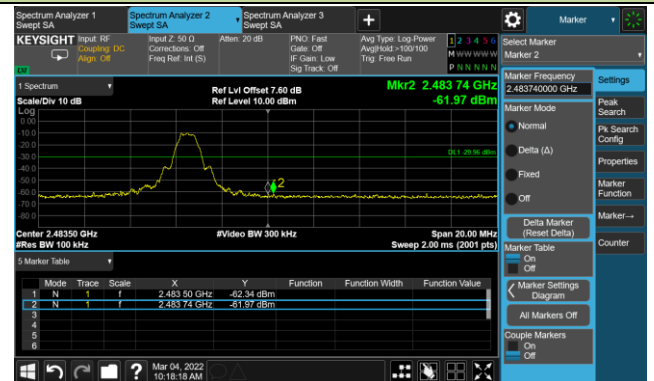 Spectrum Analyzer 1
Swept SA
Spectrum Analyzer 2
Swept SA
Spectrum Analyzer 3
Swept SA
Marker
KEYSIGHT
Input: RF
Coupling: DC
Align: Off
Input Z: 50 Ω
Corrections: Off
Freq Ref: Int (S)
Atten: 20 dB
PNO: Fast
Gate: Off
IF Gain: Low
Sig Track: Off
Avg Type: Log-Power
Avg|Hold:>100/100
Trig: Free Run
1 2 3 4 5 6
M W W W W W
P N N N N N
LXI
Select Marker
Marker 2
1 Spectrum
Scale/Div 10 dB
Log
Ref Lvl Offset 7.60 dB
Ref Level 10.00 dBm
Mkr2 2.483 74 GHz
-61.97 dBm
0.00
-10.0
-20.0
-30.0
-40.0
-50.0
-60.0
-70.0
-80.0
DL1 -29.96 dBm
2
Center 2.48350 GHz
#Res BW 100 kHz
#Video BW 300 kHz
Span 20.00 MHz
Sweep 2.00 ms (2001 pts)
5 Marker Table
Mode Trace Scale X Y Function Function Width Function Value
1 N 1 f 2.483 50 GHz -62.34 dBm
2 N 1 f 2.483 74 GHz -61.97 dBm
3
4
5
6
Mar 04, 2022
10:18:18 AM
Marker Frequency
2.483740000 GHz
Marker Mode
Normal
Delta (Δ)
Fixed
Off
Delta Marker
(Reset Delta)
Marker Table
On
Off
Marker Settings
Diagram
All Markers Off
Couple Markers
On
Off
Settings
Peak
Search
Pk Search
Config
Properties
Marker
Function
Marker→
Counter